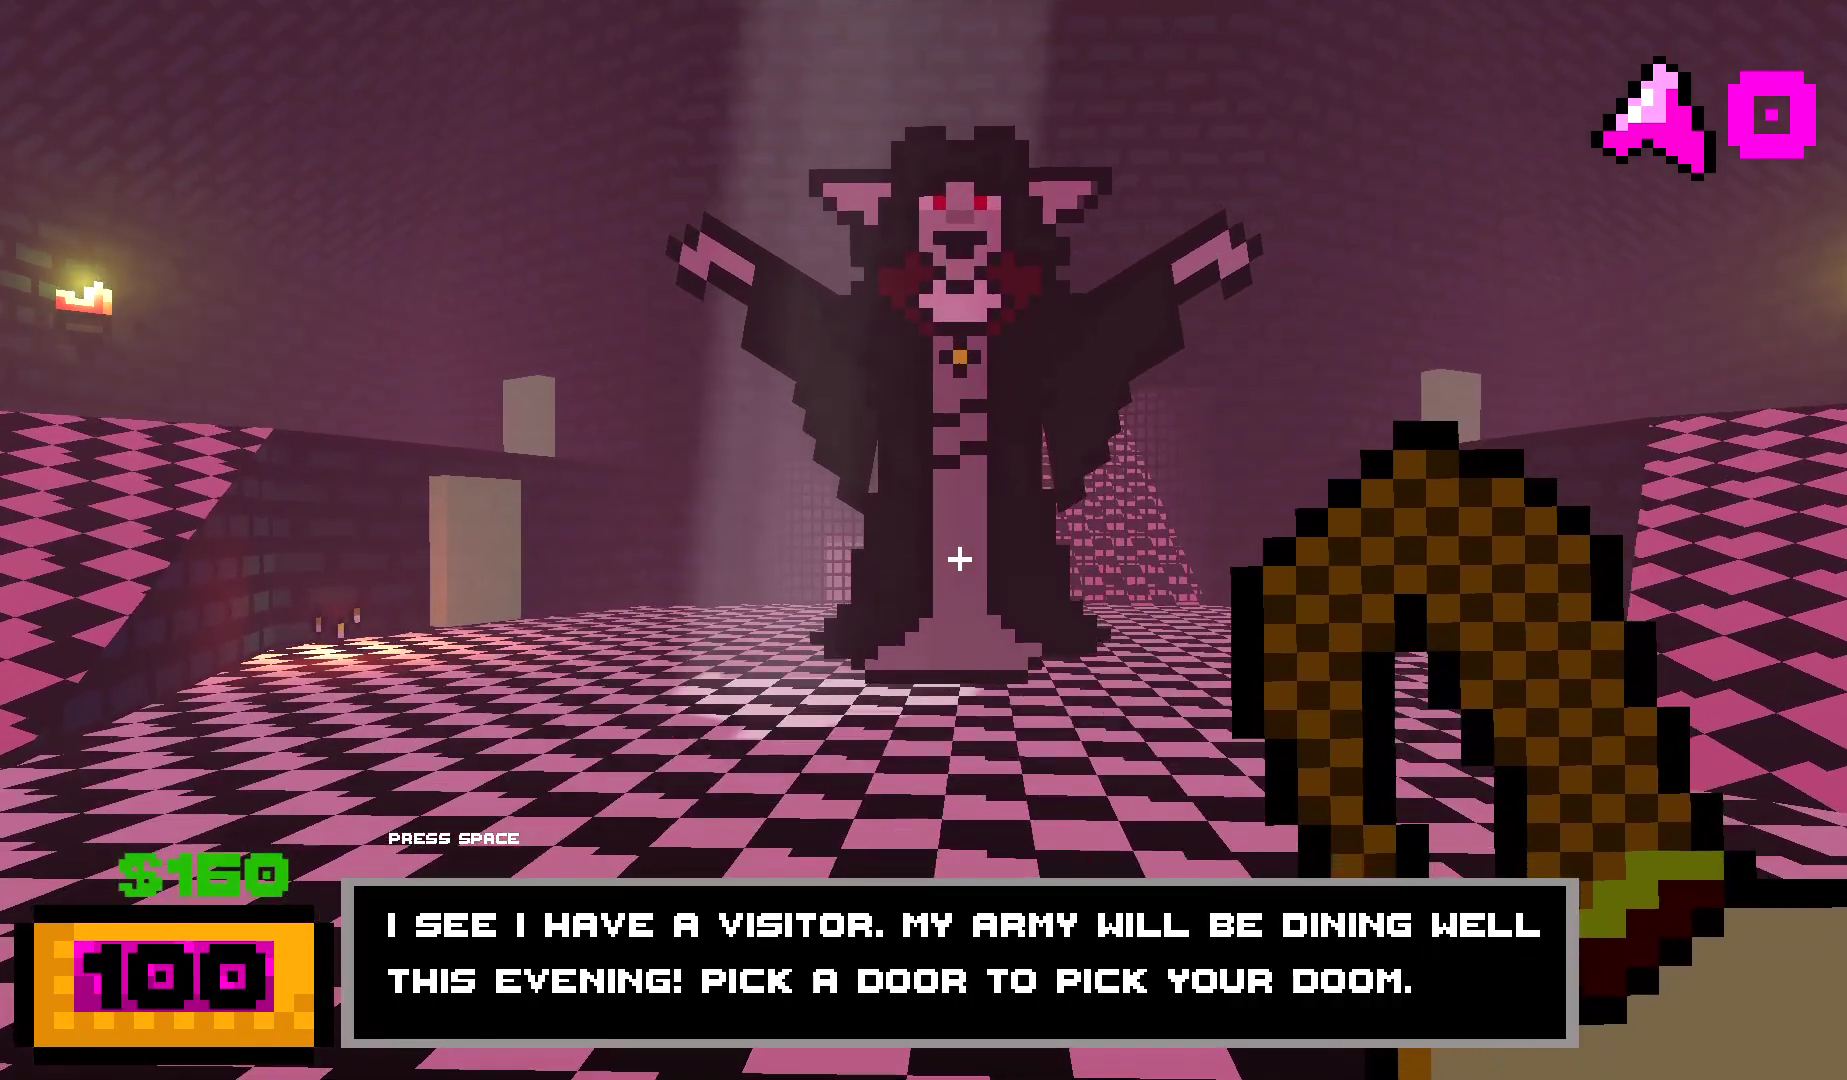 0
PRESS SPACE
$160
100
I SEE I HAVE A VISITOR. MY ARMY WILL BE DINING WELL
THIS EVENING! PICK A DOOR TO PICK YOUR DOOM.